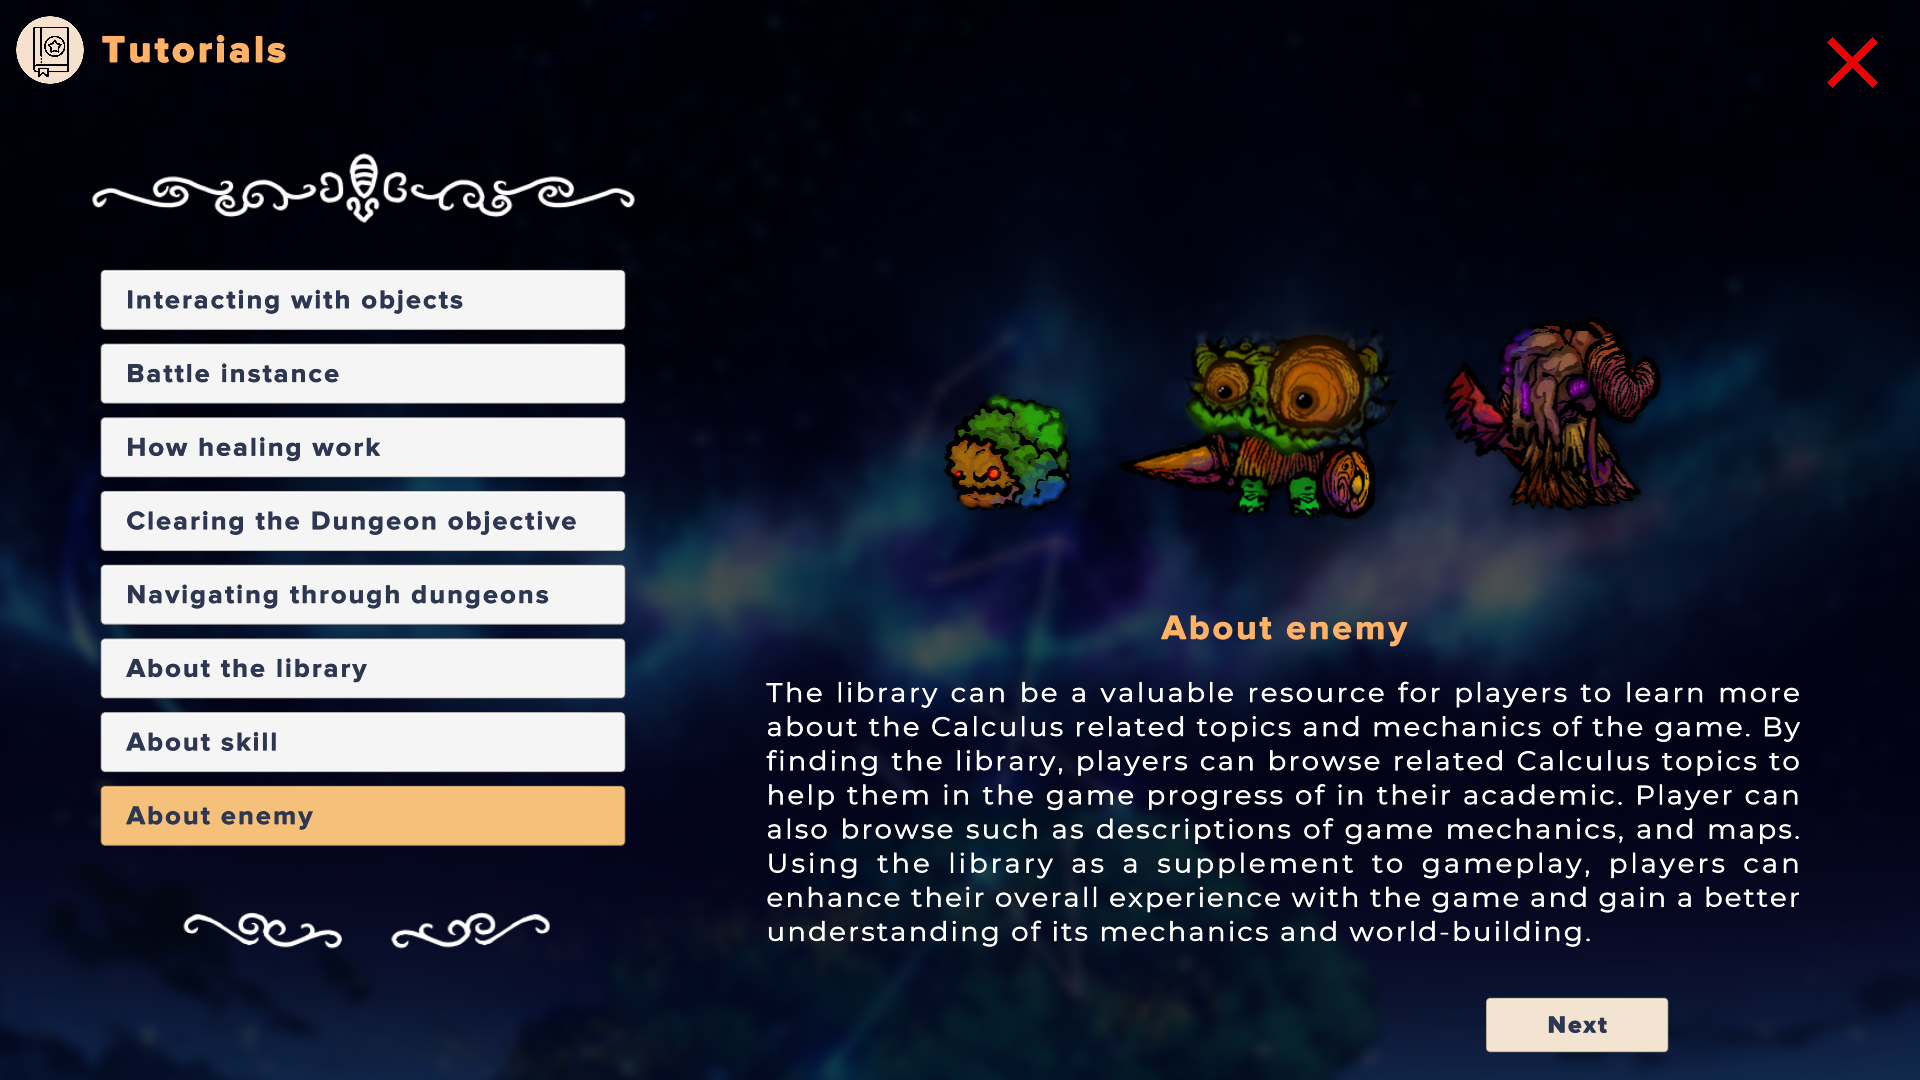 Tutorials
Interacting with objects
Battle instance
How healing work
Clearing the Dungeon objective
Navigating through dungeons
About the library
About skill
About enemy
About enemy
The library can be a valuable resource for players to learn more
about the Calculus related topics and mechanics of the game. By
finding the library, players can browse related Calculus topics to
help them in the game progress of in their academic. Player can
also browse such as descriptions of game mechanics, and maps.
Using the library as a supplement to gameplay, players can
enhance their overall experience with the game and gain a better
understanding of its mechanics and world-building.
Next